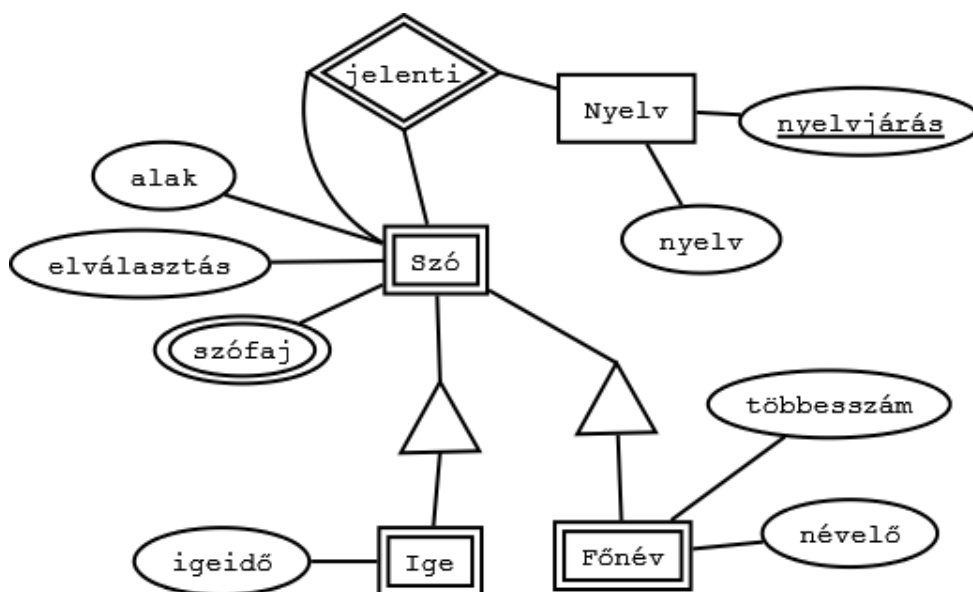 jelenti
Nyelv
nyelvjárás
alak
nyelv
elválasztás
Szó
szófaj
többesszám
névelő
igeidő
Ige
Főnév